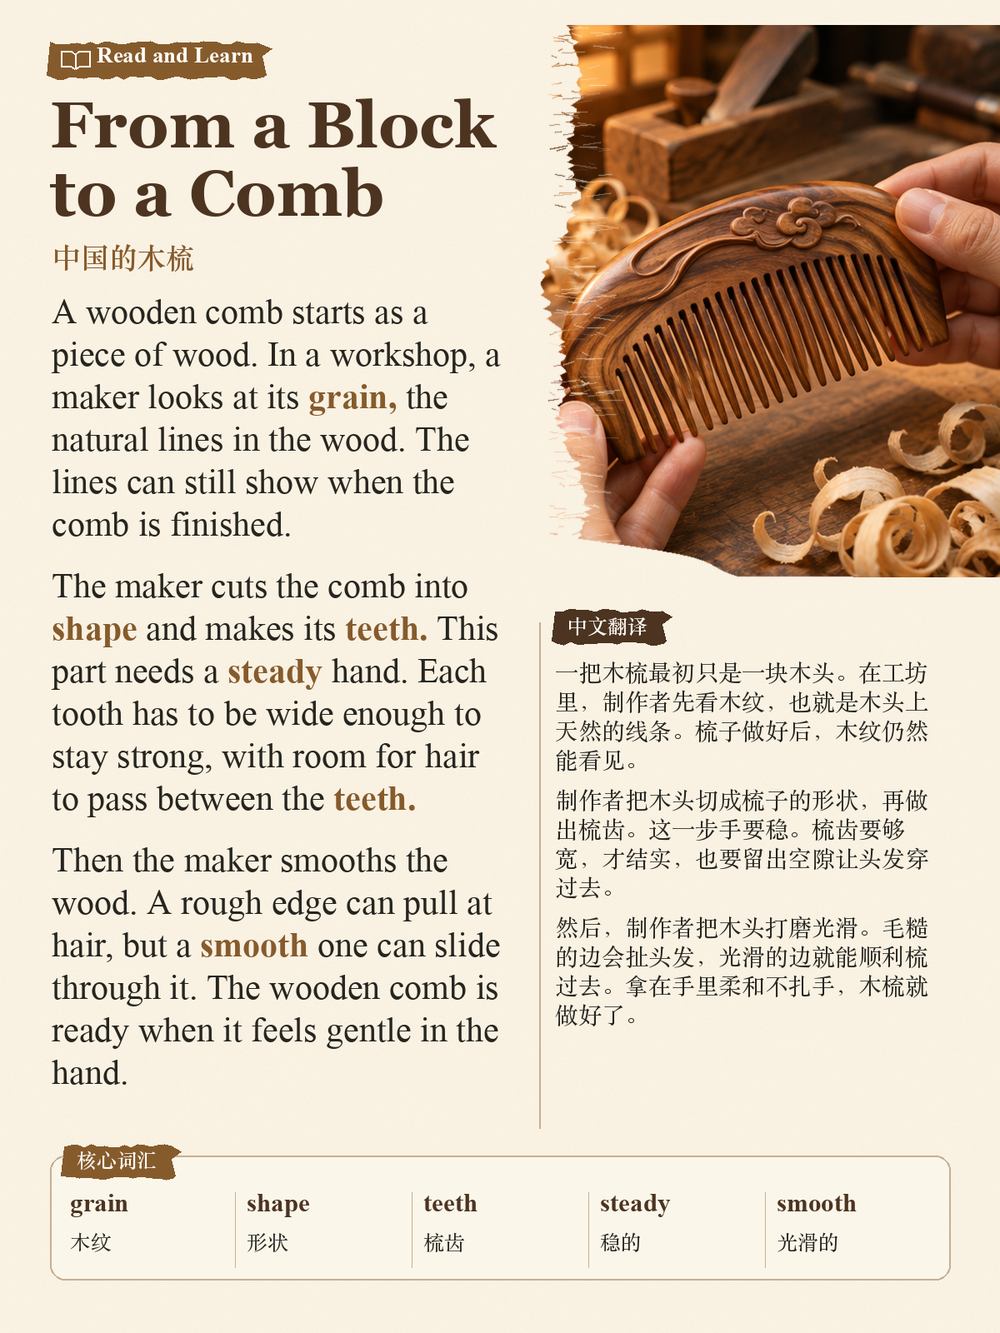 Read and Learn
From a Block
to a Comb
中国的木梳
A wooden comb starts as a
piece of wood. In a workshop, a
maker looks at its grain, the
natural lines in the wood. The
lines can still show when the
comb is finished.
The maker cuts the comb into
shape and makes its teeth. This
part needs a steady hand. Each
tooth has to be wide enough to
stay strong, with room for hair
to pass between the teeth.
Then the maker smooths the
wood. A rough edge can pull at
hair, but a smooth one can slide
through it. The wooden comb is
ready when it feels gentle in the
hand.
中文翻译
一把木梳最初只是一块木头。在工坊
里，制作者先看木纹，也就是木头上
天然的线条。梳子做好后，木纹仍然
能看见。
制作者把木头切成梳子的形状，再做
出梳齿。这一步手要稳。梳齿要够
宽，才结实，也要留出空隙让头发穿
过去。
然后，制作者把木头打磨光滑。毛糙
的边会扯头发，光滑的边就能顺利梳
过去。拿在手里柔和不扎手，木梳就
做好了。
核心词汇
grain
木纹
shape
形状
teeth
梳齿
steady
稳的
smooth
光滑的